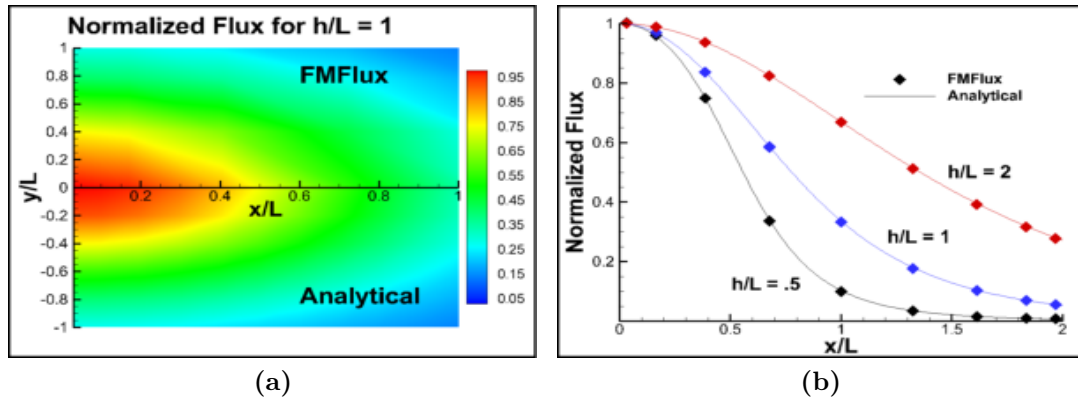 Normalized Flux for h/L = 1
FMFlux
Analytical
y/L
x/L
1
0.8
0.6
0.4
0.2
0
-0.2
-0.4
-0.6
-0.8
-1
0.2
0.4
0.6
0.8
1
0.95
0.85
0.75
0.65
0.55
0.45
0.35
0.25
0.15
0.05
(a)
Normalized Flux
1
0.8
0.6
0.4
0.2
FMFlux
Analytical
h/L = 2
h/L = 1
h/L = .5
0
0.5
1
1.5
2
x/L
(b)